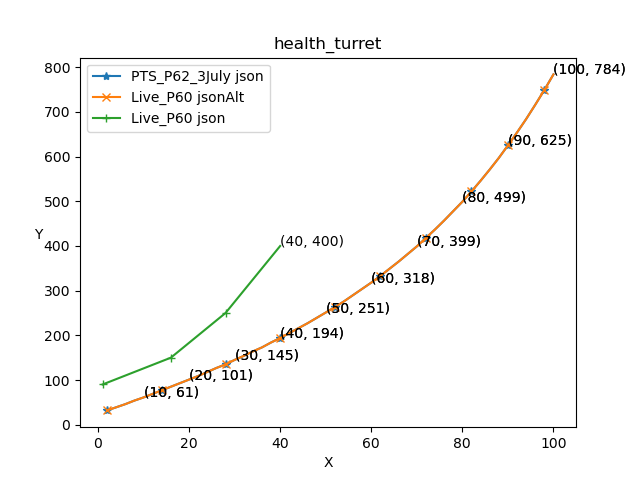 health_turret
PTS_P62_3July json
Live_P60 jsonAlt
Live_P60 json
(100, 784)
(90, 625)
(80, 499)
(70, 399)
(40, 400)
(60, 318)
(50, 251)
(40, 194)
(30, 145)
(20, 101)
(10, 61)
800
700
600
500
400
300
200
100
0
Y
0 20 40 60 80 100
X